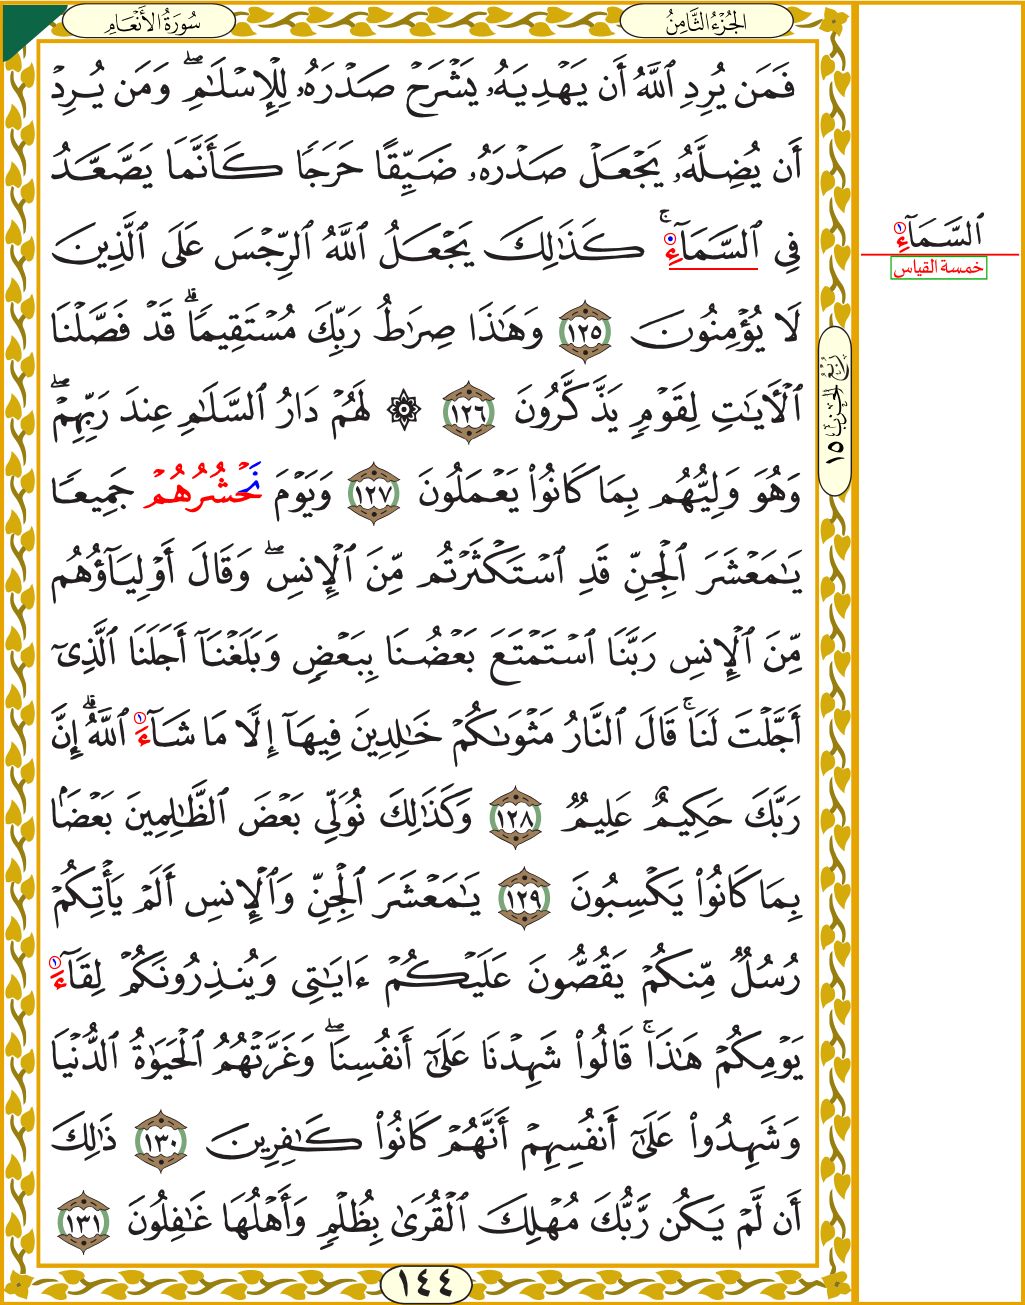 سُورَةُ الأَنْعَامِ
الجُزْءُ الثَّامِنُ
فَمَن يُرِدِ ٱللَّهُ أَن يَهْدِيَهُۥ يَشْرَحْ صَدْرَهُۥ لِلْإِسْلَٰمِۖ وَمَن يُرِدْ
أَن يُضِلَّهُۥ يَجْعَلْ صَدْرَهُۥ ضَيِّقًا حَرَجًا كَأَنَّمَا يَصَّعَّدُ
فِى ٱلسَّمَآءِۚ كَذَٰلِكَ يَجْعَلُ ٱللَّهُ ٱلرِّجْسَ عَلَى ٱلَّذِينَ
لَا يُؤْمِنُونَ ١٢٥ وَهَٰذَا صِرَٰطُ رَبِّكَ مُسْتَقِيمًاۗ قَدْ فَصَّلْنَا
ٱلْـَٔايَٰتِ لِقَوْمٍ يَذَّكَّرُونَ ١٢٦ ۞ لَهُمْ دَارُ ٱلسَّلَٰمِ عِندَ رَبِّهِمْۖ
وَهُوَ وَلِيُّهُم بِمَا كَانُوا۟ يَعْمَلُونَ ١٢٧ وَيَوْمَ نَحْشُرُهُمْ جَمِيعًا
يَٰمَعْشَرَ ٱلْجِنِّ قَدِ ٱسْتَكْثَرْتُم مِّنَ ٱلْإِنسِۖ وَقَالَ أَوْلِيَآؤُهُم
مِّنَ ٱلْإِنسِ رَبَّنَا ٱسْتَمْتَعَ بَعْضُنَا بِبَعْضٍ وَبَلَغْنَآ أَجَلَنَا ٱلَّذِىٓ
أَجَّلْتَ لَنَاۚ قَالَ ٱلنَّارُ مَثْوَىٰكُمْ خَٰلِدِينَ فِيهَآ إِلَّا مَا شَآءَ ١ ٱللَّهُۗ إِنَّ
رَبَّكَ حَكِيمٌ عَلِيمٌ ١٢٨ وَكَذَٰلِكَ نُوَلِّى بَعْضَ ٱلظَّٰلِمِينَ بَعْضًۢا
بِمَا كَانُوا۟ يَكْسِبُونَ ١٢٩ يَٰمَعْشَرَ ٱلْجِنِّ وَٱلْإِنسِ أَلَمْ يَأْتِكُمْ
رُسُلٌ مِّنكُمْ يَقُصُّونَ عَلَيْكُمْ ءَايَٰتِى وَيُنذِرُونَكُمْ لِقَآءَ ١
يَوْمِكُمْ هَٰذَاۚ قَالُوا۟ شَهِدْنَا عَلَىٰٓ أَنفُسِنَاۖ وَغَرَّتْهُمُ ٱلْحَيَوٰةُ ٱلدُّنْيَا
وَشَهِدُوا۟ عَلَىٰٓ أَنفُسِهِمْ أَنَّهُمْ كَانُوا۟ كَٰفِرِينَ ١٣٠ ذَٰلِكَ
أَن لَّمْ يَكُن رَّبُّكَ مُهْلِكَ ٱلْقُرَىٰ بِظُلْمٍ وَأَهْلُهَا غَٰفِلُونَ ١٣١
١٤٤
ٱلسَّمَآءِ ١
خمسة القياس
رُبْعُ الحِزْبِ ١٥